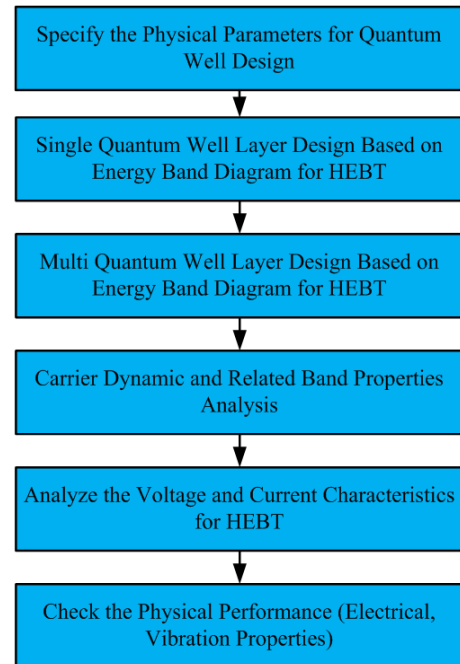 Specify the Physical Parameters for Quantum
Well Design
Single Quantum Well Layer Design Based on
Energy Band Diagram for HEBT
Multi Quantum Well Layer Design Based on
Energy Band Diagram for HEBT
Carrier Dynamic and Related Band Properties
Analysis
Analyze the Voltage and Current Characteristics
for HEBT
Check the Physical Performance (Electrical,
Vibration Properties)